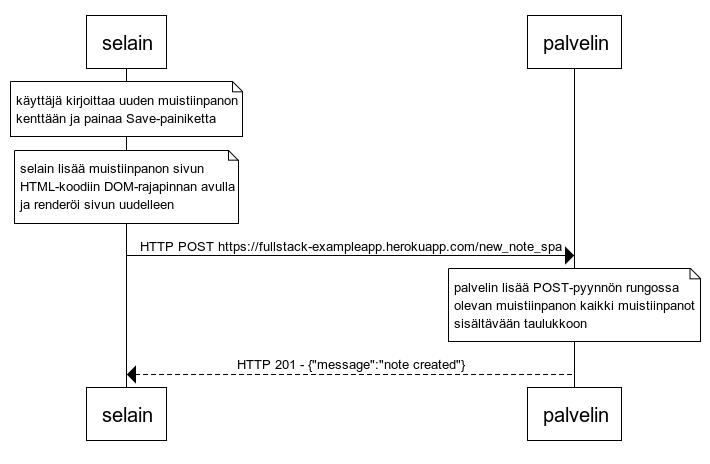 selain
palvelin
käyttäjä kirjoittaa uuden muistiinpanon
kenttään ja painaa Save-painiketta
selain lisää muistiinpanon sivun
HTML-koodiin DOM-rajapinnan avulla
ja renderöi sivun uudelleen
HTTP POST https://fullstack-exampleapp.herokuapp.com/new_note_spa
palvelin lisää POST-pyynnön rungossa
olevan muistiinpanon kaikki muistiinpanot
sisältävään taulukkoon
HTTP 201 - {"message":"note created"}
selain
palvelin